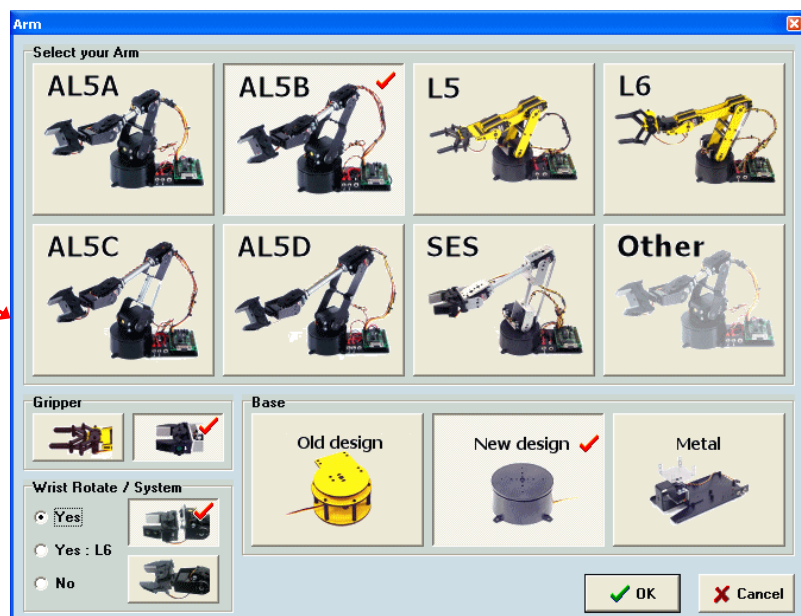 Arm
Select your Arm
AL5A
AL5B
L5
L6
AL5C
AL5D
SES
Other
Gripper
Base
Old design
New design
Metal
Wrist Rotate / System
Yes
Yes : L6
No
OK
Cancel